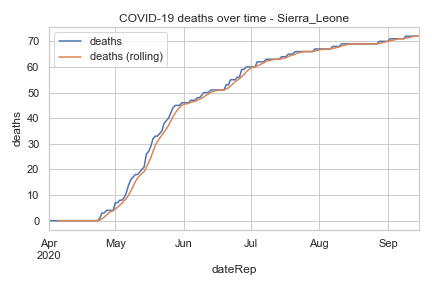 COVID-19 deaths over time - Sierra_Leone
deaths
deaths (rolling)
deaths
70
60
50
40
30
20
10
0
Apr May Jun Jul Aug Sep
2020
dateRep